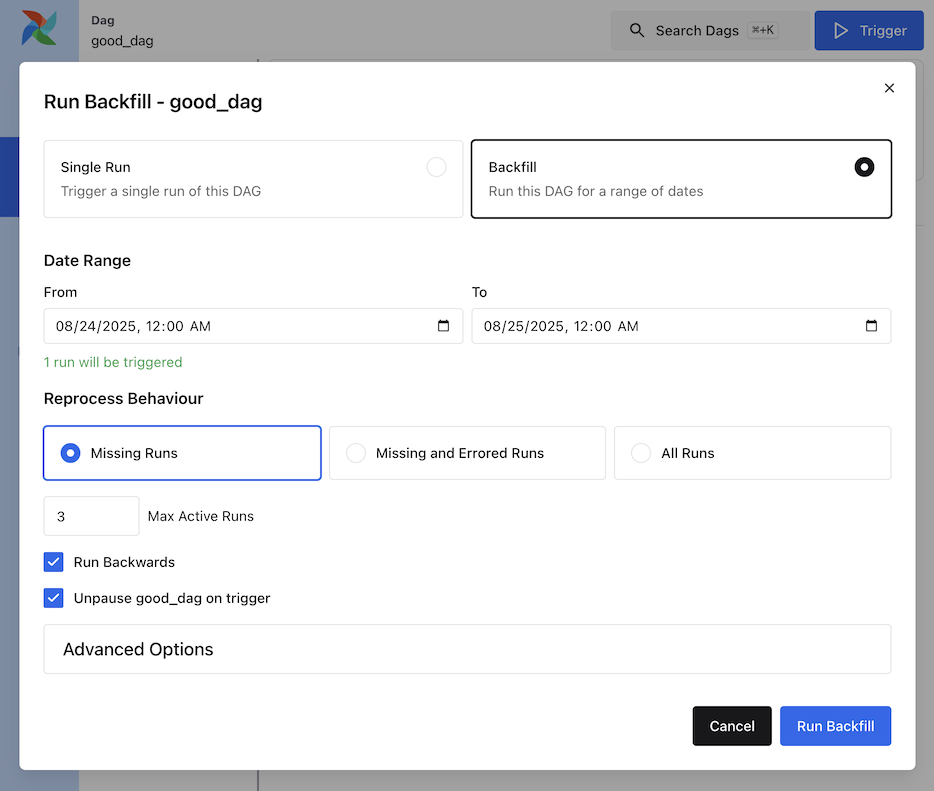 Dag
good_dag
Search Dags
⌘+K
Trigger
Run Backfill - good_dag
Single Run
Trigger a single run of this DAG
Backfill
Run this DAG for a range of dates
Date Range
From
To
08/24/2025, 12:00 AM
08/25/2025, 12:00 AM
1 run will be triggered
Reprocess Behaviour
Missing Runs
Missing and Errored Runs
All Runs
3
Max Active Runs
Run Backwards
Unpause good_dag on trigger
Advanced Options
Cancel
Run Backfill